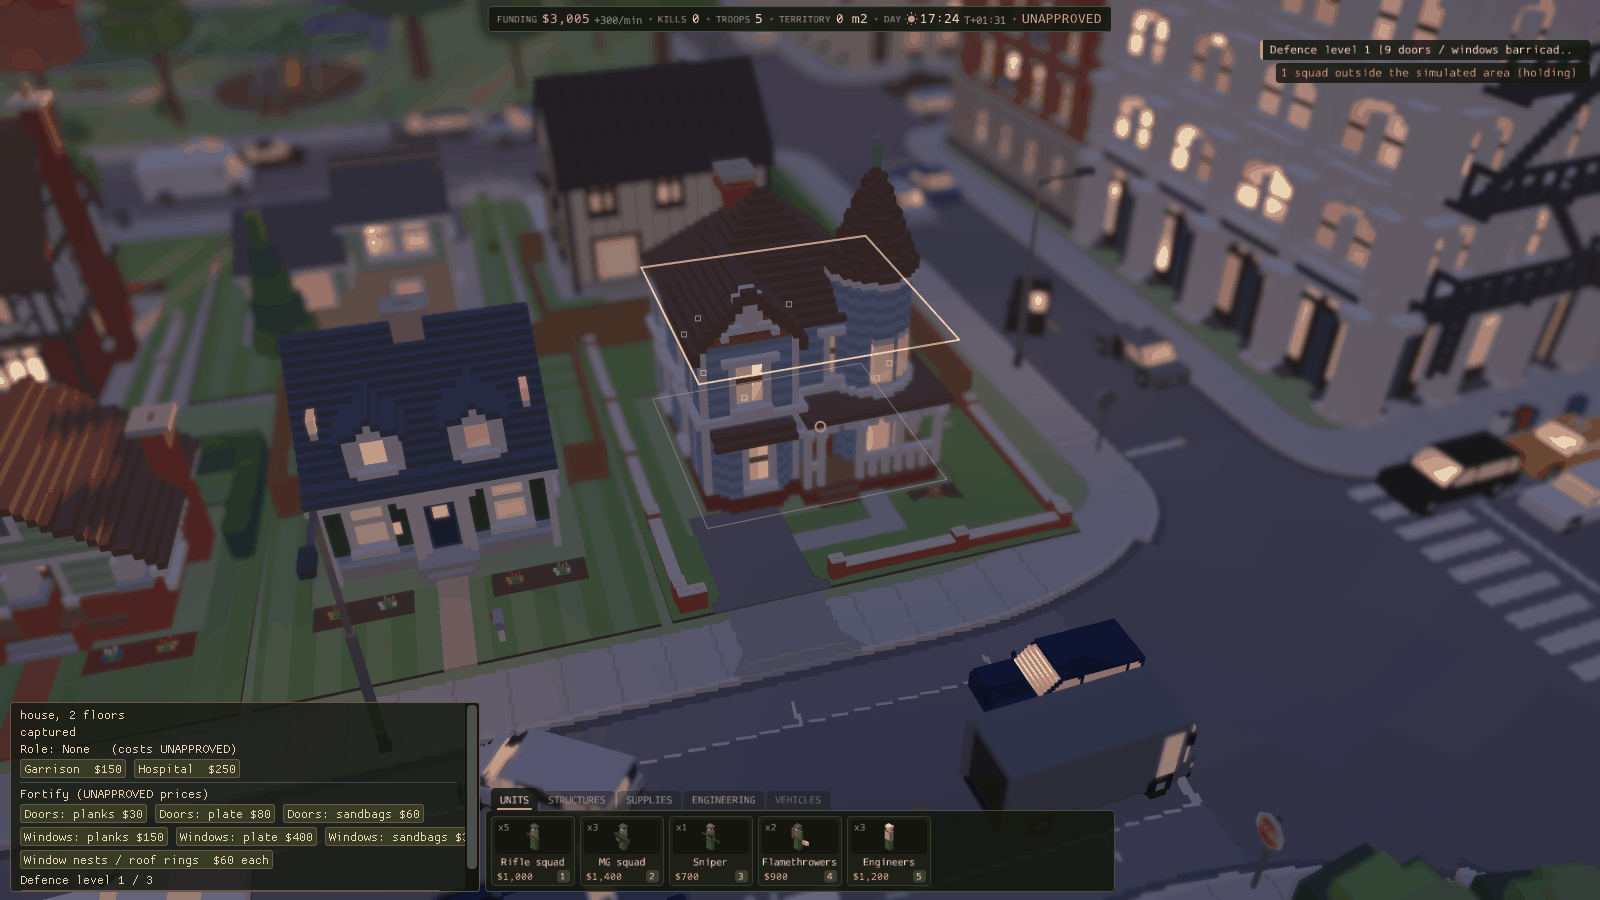 FUNDING $3,005 +300/min · KILLS 0 · TROOPS 5 · TERRITORY 0 m2 · DAY 17:24 T+01:31 · UNAPPROVED
Defence level 1 (9 doors / windows barricad..
1 squad outside the simulated area (holding)
house, 2 floors
captured
Role: None (costs UNAPPROVED)
Garrison $150 Hospital $250
Fortify (UNAPPROVED prices)
Doors: planks $30 Doors: plate $80 Doors: sandbags $60
Windows: planks $150 Windows: plate $400 Windows: sandbags
Window nests / roof rings $60 each
Defence level 1 / 3
UNITS STRUCTURES SUPPLIES ENGINEERING VEHICLES
x5 x3 x1 x2 x3
Rifle squad MG squad Sniper Flamethrowers Engineers
$1,000 1 $1,400 2 $700 3 $900 4 $1,200 5